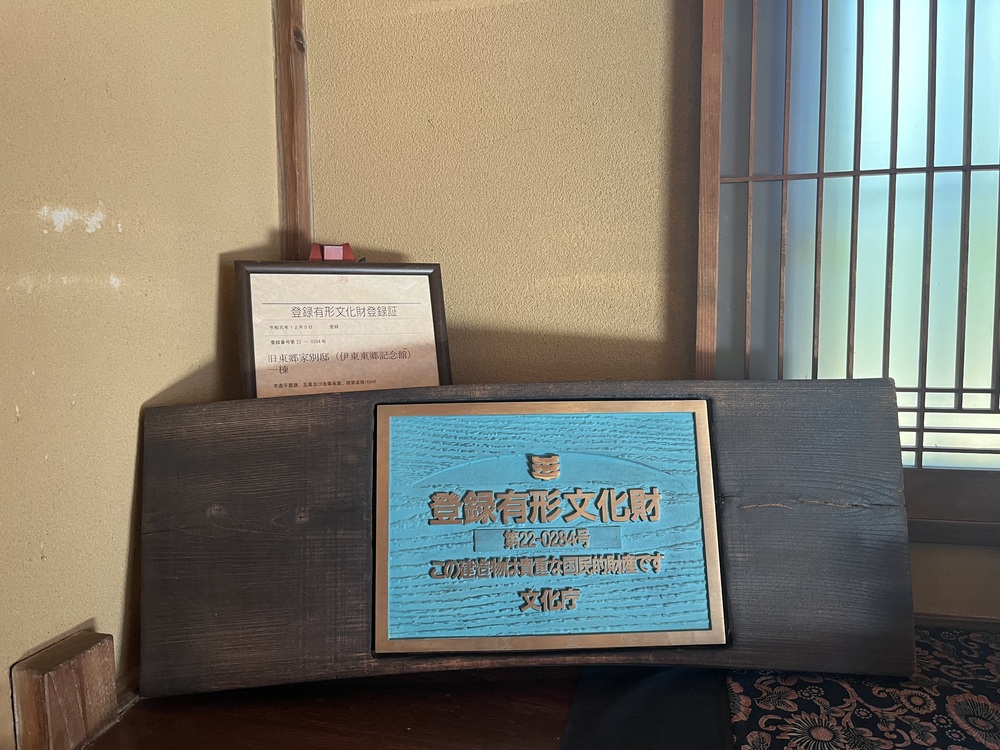 登録有形文化財登録証
令和元年12月5日 登録
登録番号第22－0284号
旧東郷家別邸（伊東東郷記念館）
一棟
登録有形文化財
第22-0284号
この建造物は貴重な国民的財産です
文化庁